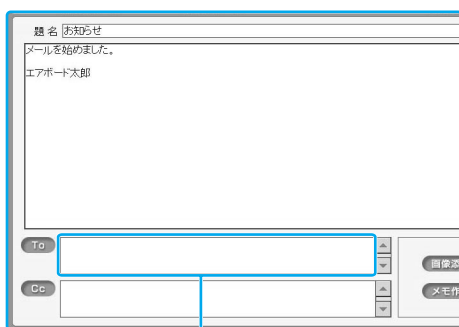 題名 お知らせ
メールを始めました。
エアボード太郎
To
Cc
画像添
メモ作